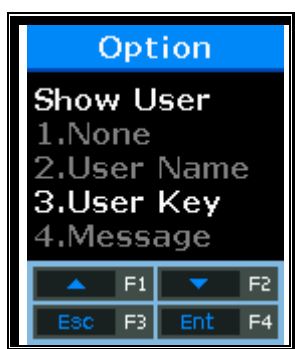 Option
Show User
1.None
2.User Name
3.User Key
4.Message
▲ F1 ▼ F2
Esc F3 Ent F4